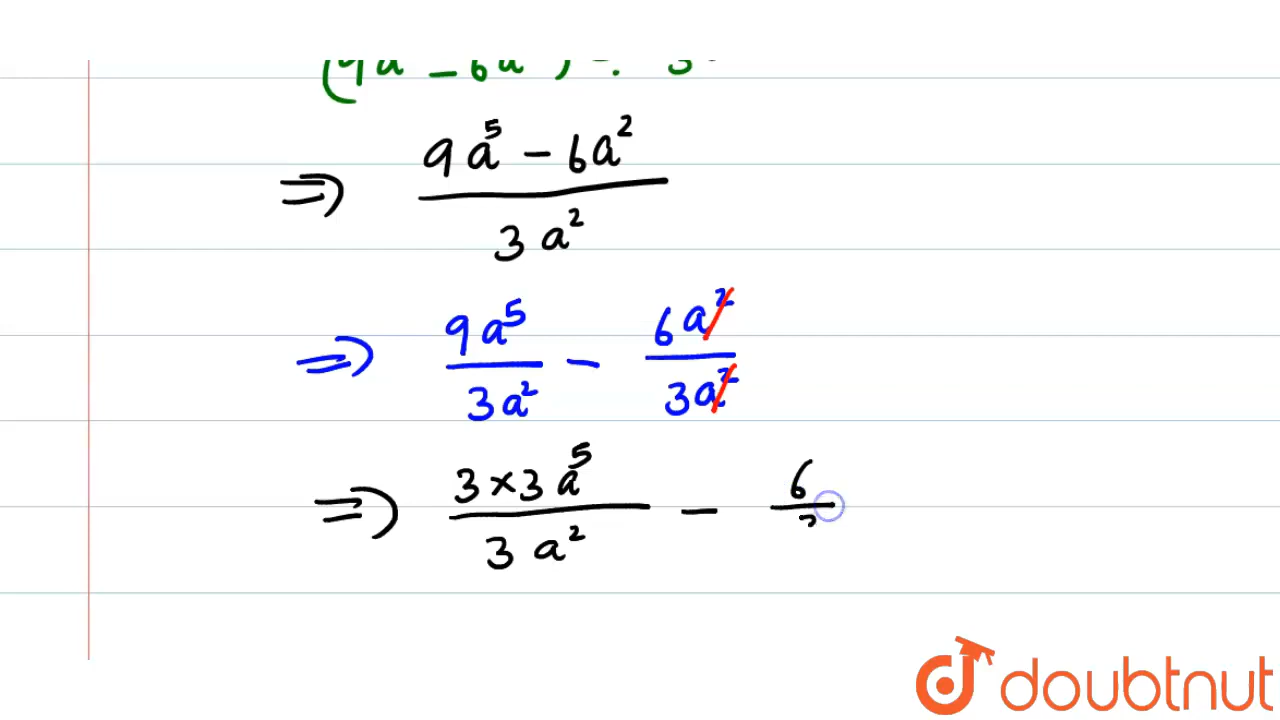 ⇒ (9a⁵ − 6a²) / 3a²
⇒ 9a⁵ / 3a² − 6a² / 3a²
⇒ 3 × 3a⁵ / 3a² − 6
doubtnut